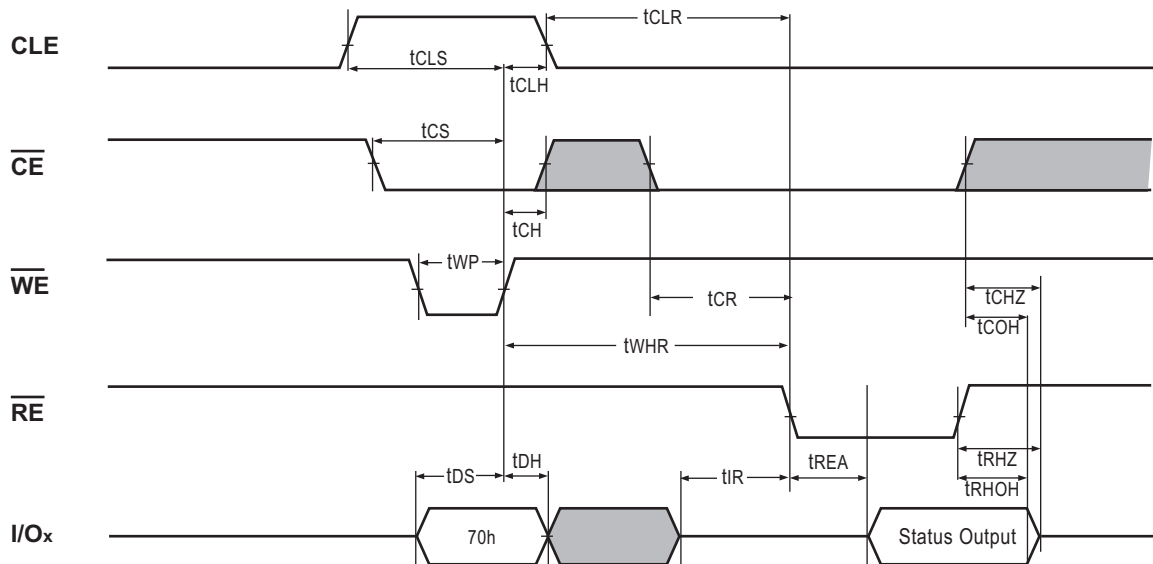 tCLR
CLE
tCLS
tCLH
tCS
CE
tCH
tWP
WE
tCR
tCHZ
tCOH
tWHR
RE
tDS
tDH
tIR
tREA
tRHZ
tRHOH
I/Ox
70h
Status Output